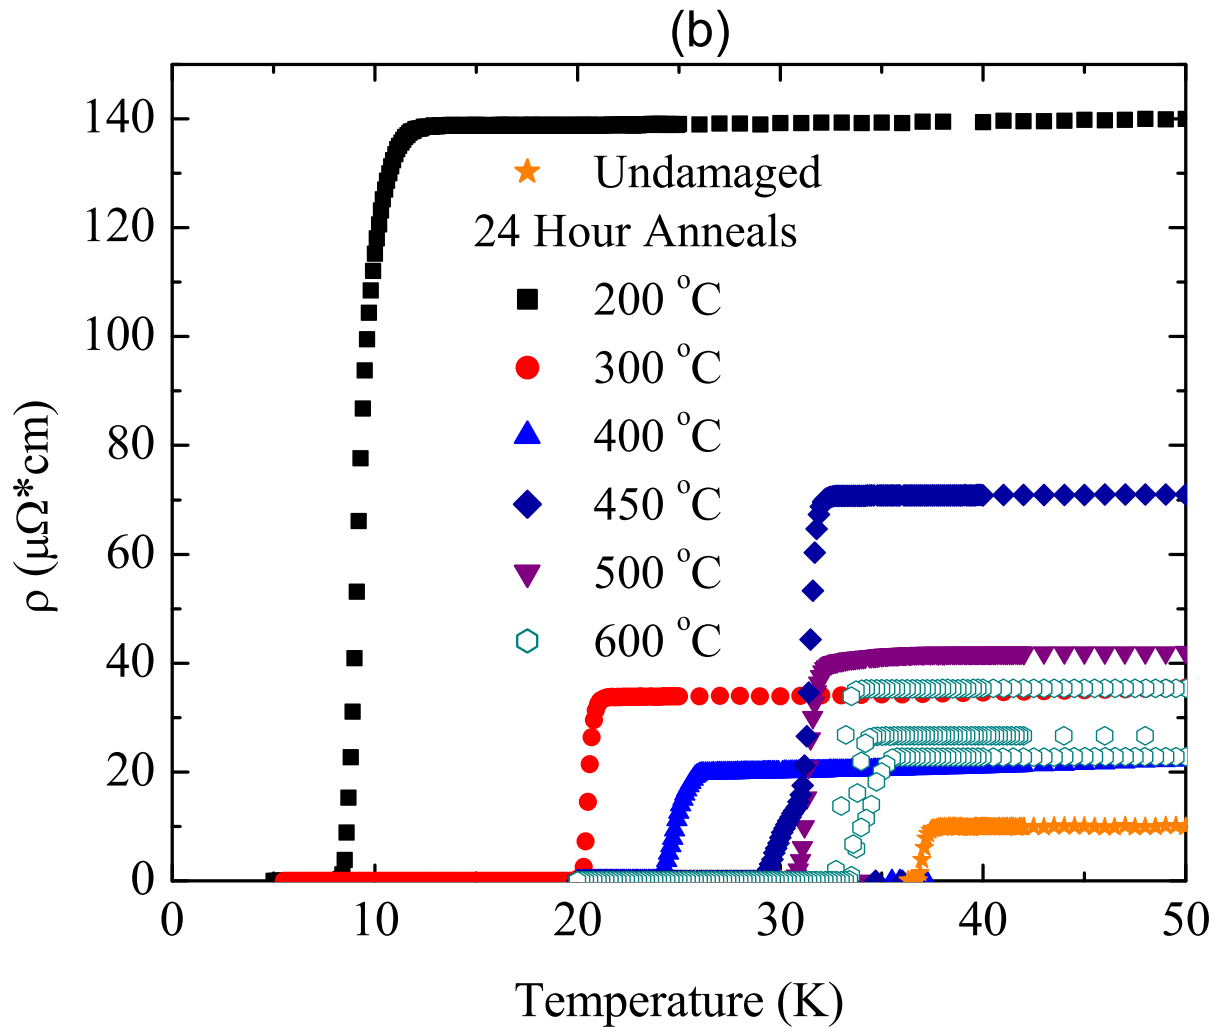 (b)
140
120
100
80
60
40
20
0
ρ (μΩ*cm)
Undamaged
24 Hour Anneals
200 °C
300 °C
400 °C
450 °C
500 °C
600 °C
0 10 20 30 40 50
Temperature (K)